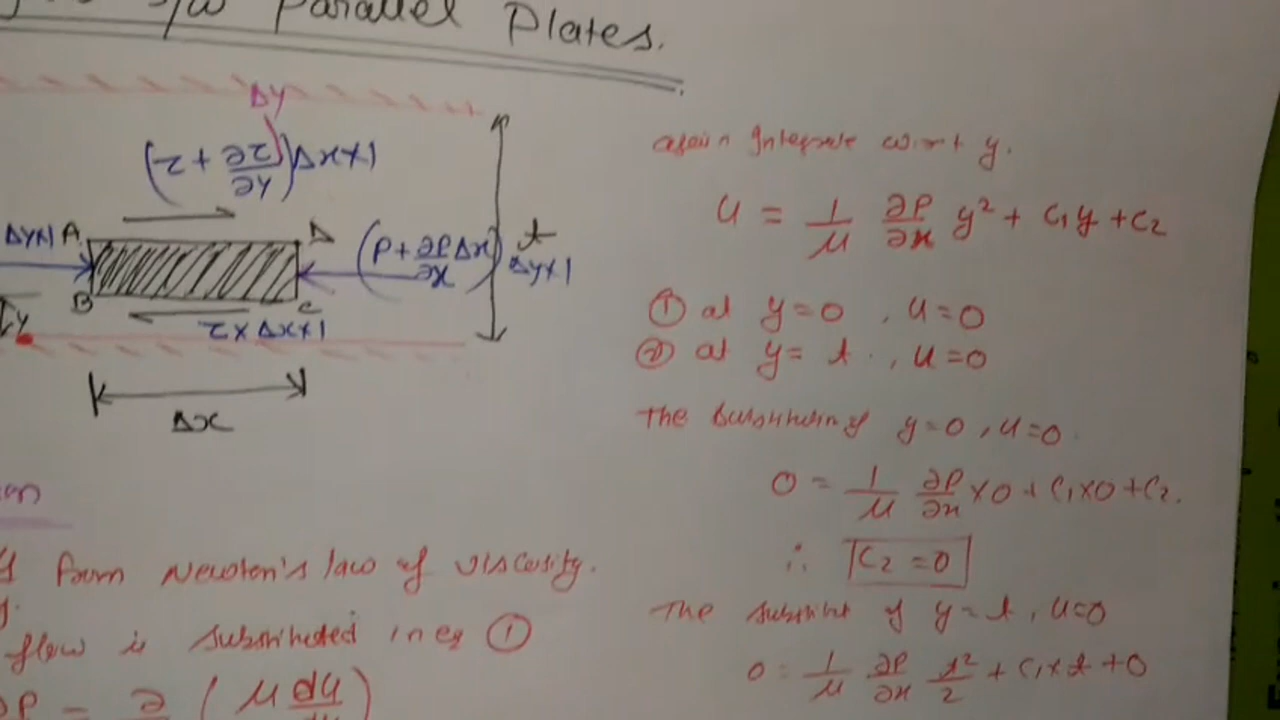 Parallel Plates.
Δy
(τ + ∂τ/∂y) Δx×1
Δy×1 A D (P + ∂P/∂x Δx) t
Δy×1
B C
y τ × Δx×1
Δx
from Newton's law of viscosity.
flow is substituted in eq ①
∂P = ∂ ( μ du )
again Integrate w.r.t y.
u = 1/μ ∂P/∂x y² + C₁y + C₂
① at y=0 , u=0
② at y= t , u=0
The y=0 , u=0
0 = 1/μ ∂P/∂x ×0 + C₁×0 + C₂.
∴ C₂ =0
The y=t, u=0
0 = 1/μ ∂P/∂x t²/2 + C₁×t +0